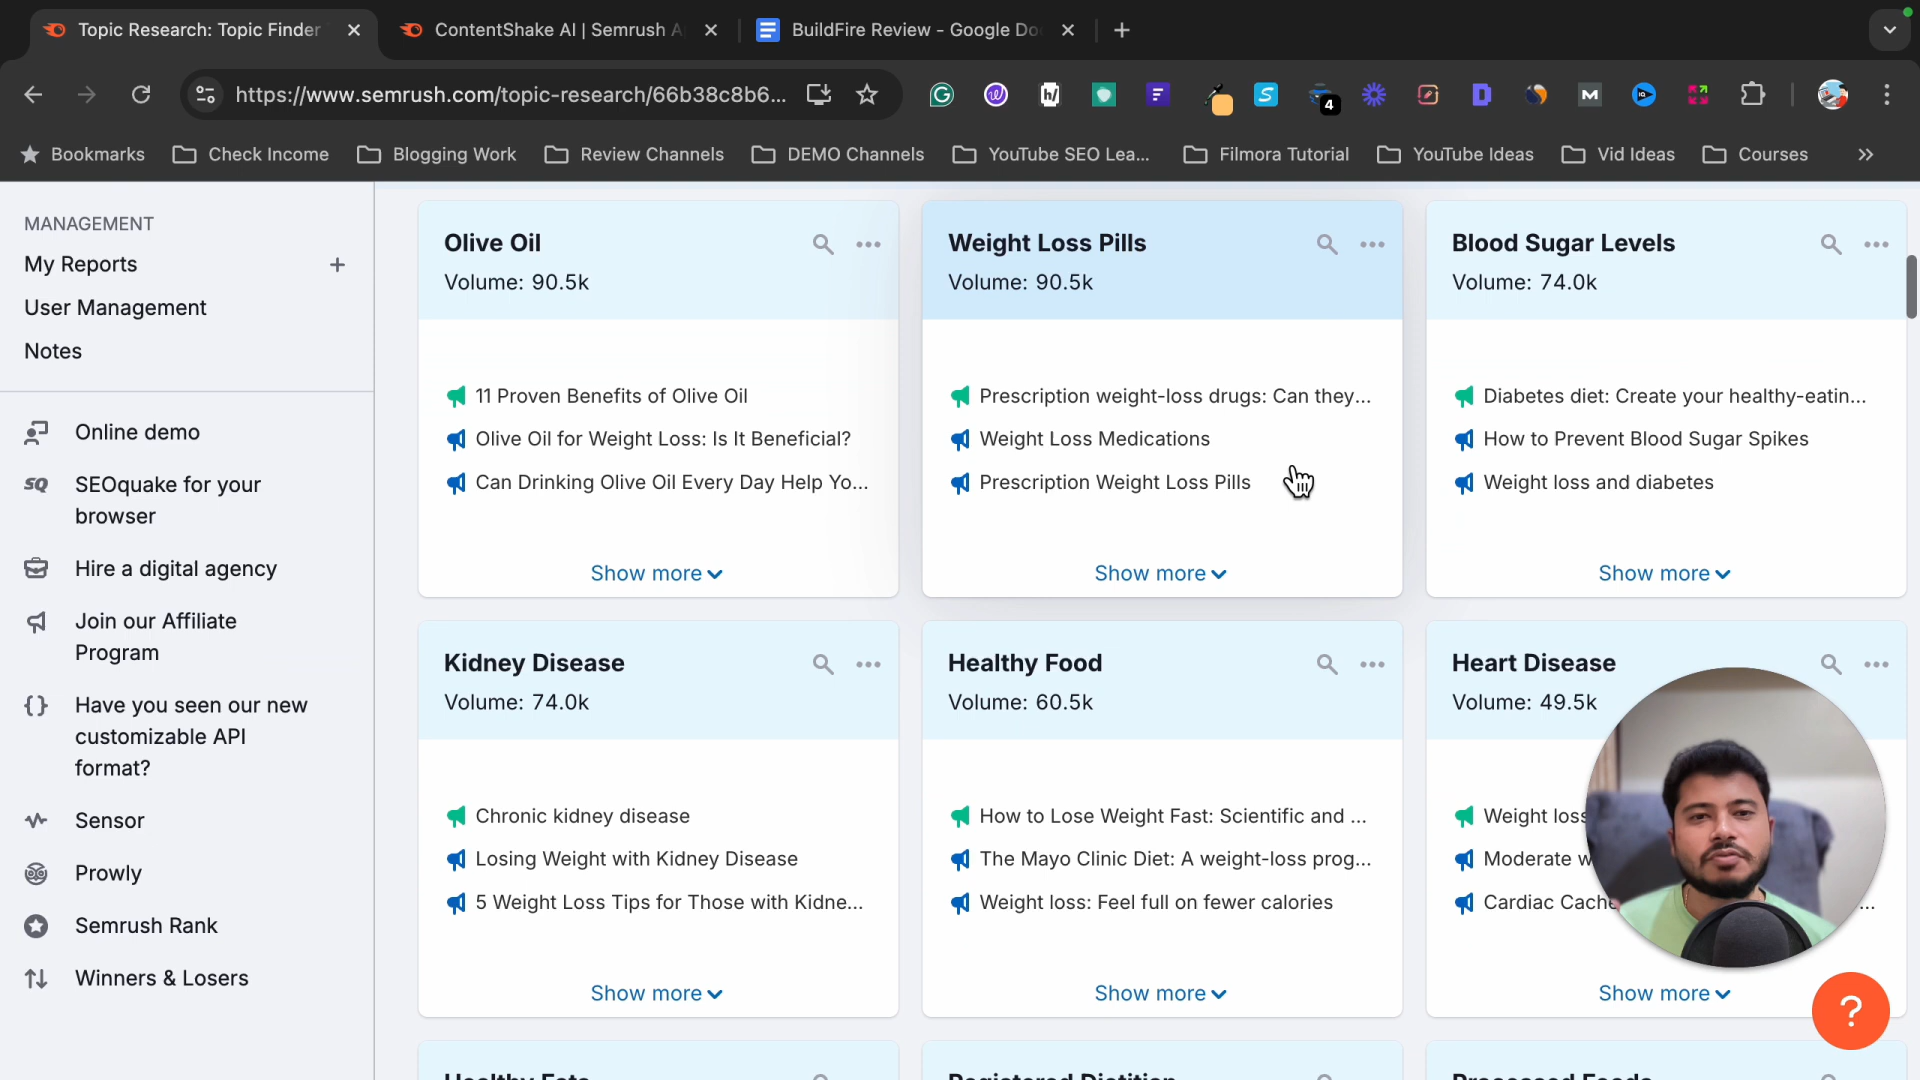 Topic Research: Topic Finder
ContentShake AI | Semrush A
BuildFire Review - Google Do
https://www.semrush.com/topic-research/66b38c8b6...
4
Bookmarks
Check Income
Blogging Work
Review Channels
DEMO Channels
YouTube SEO Lea...
Filmora Tutorial
YouTube Ideas
Vid Ideas
Courses
MANAGEMENT
My Reports
User Management
Notes
Online demo
SEOquake for your
browser
Hire a digital agency
Join our Affiliate
Program
Have you seen our new
customizable API
format?
Sensor
Prowly
Semrush Rank
Winners & Losers
Olive Oil
Volume: 90.5k
11 Proven Benefits of Olive Oil
Olive Oil for Weight Loss: Is It Beneficial?
Can Drinking Olive Oil Every Day Help Yo...
Show more
Weight Loss Pills
Volume: 90.5k
Prescription weight-loss drugs: Can they...
Weight Loss Medications
Prescription Weight Loss Pills
Show more
Blood Sugar Levels
Volume: 74.0k
Diabetes diet: Create your healthy-eatin...
How to Prevent Blood Sugar Spikes
Weight loss and diabetes
Show more
Kidney Disease
Volume: 74.0k
Chronic kidney disease
Losing Weight with Kidney Disease
5 Weight Loss Tips for Those with Kidne...
Show more
Healthy Food
Volume: 60.5k
How to Lose Weight Fast: Scientific and ...
The Mayo Clinic Diet: A weight-loss prog...
Weight loss: Feel full on fewer calories
Show more
Heart Disease
Volume: 49.5k
Weight loss
Moderate w
Cardiac Cache
Show more
?
Healthy Fats
Registered Dietitian
Processed Foods